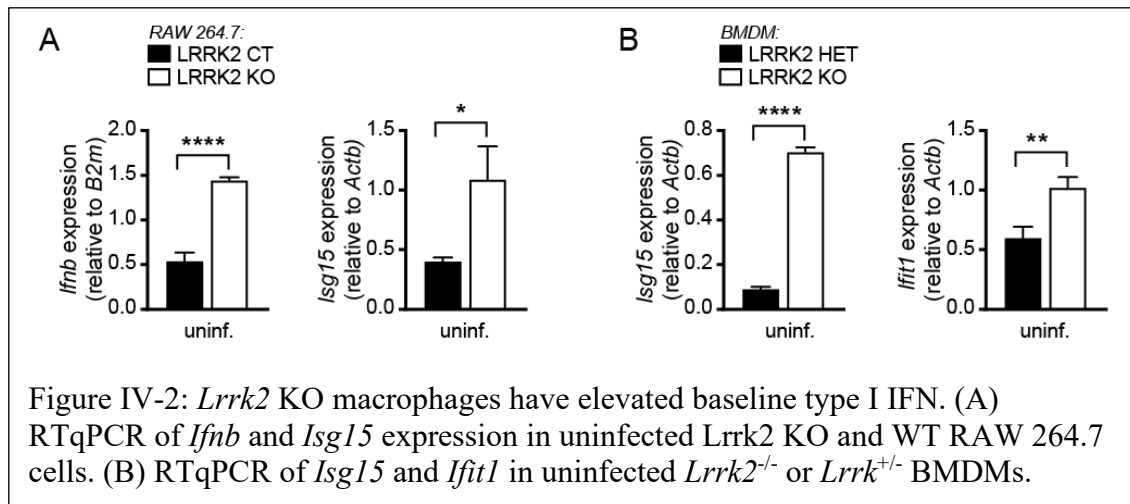 A
RAW 264.7:
LRRK2 CT
LRRK2 KO
Ifnb expression
(relative to B2m)
2.0
1.5
1.0
0.5
0.0
****
uninf.
Isg15 expression
(relative to Actb)
1.5
1.0
0.5
0.0
*
uninf.
B
BMDM:
LRRK2 HET
LRRK2 KO
Isg15 expression
(relative to Actb)
0.8
0.6
0.4
0.2
0.0
****
uninf.
Ifit1 expression
(relative to Actb)
1.5
1.0
0.5
0.0
**
uninf.
Figure IV-2: Lrrk2 KO macrophages have elevated baseline type I IFN. (A)
RTqPCR of Ifnb and Isg15 expression in uninfected Lrrk2 KO and WT RAW 264.7
cells. (B) RTqPCR of Isg15 and Ifit1 in uninfected Lrrk2-/- or Lrrk+/- BMDMs.